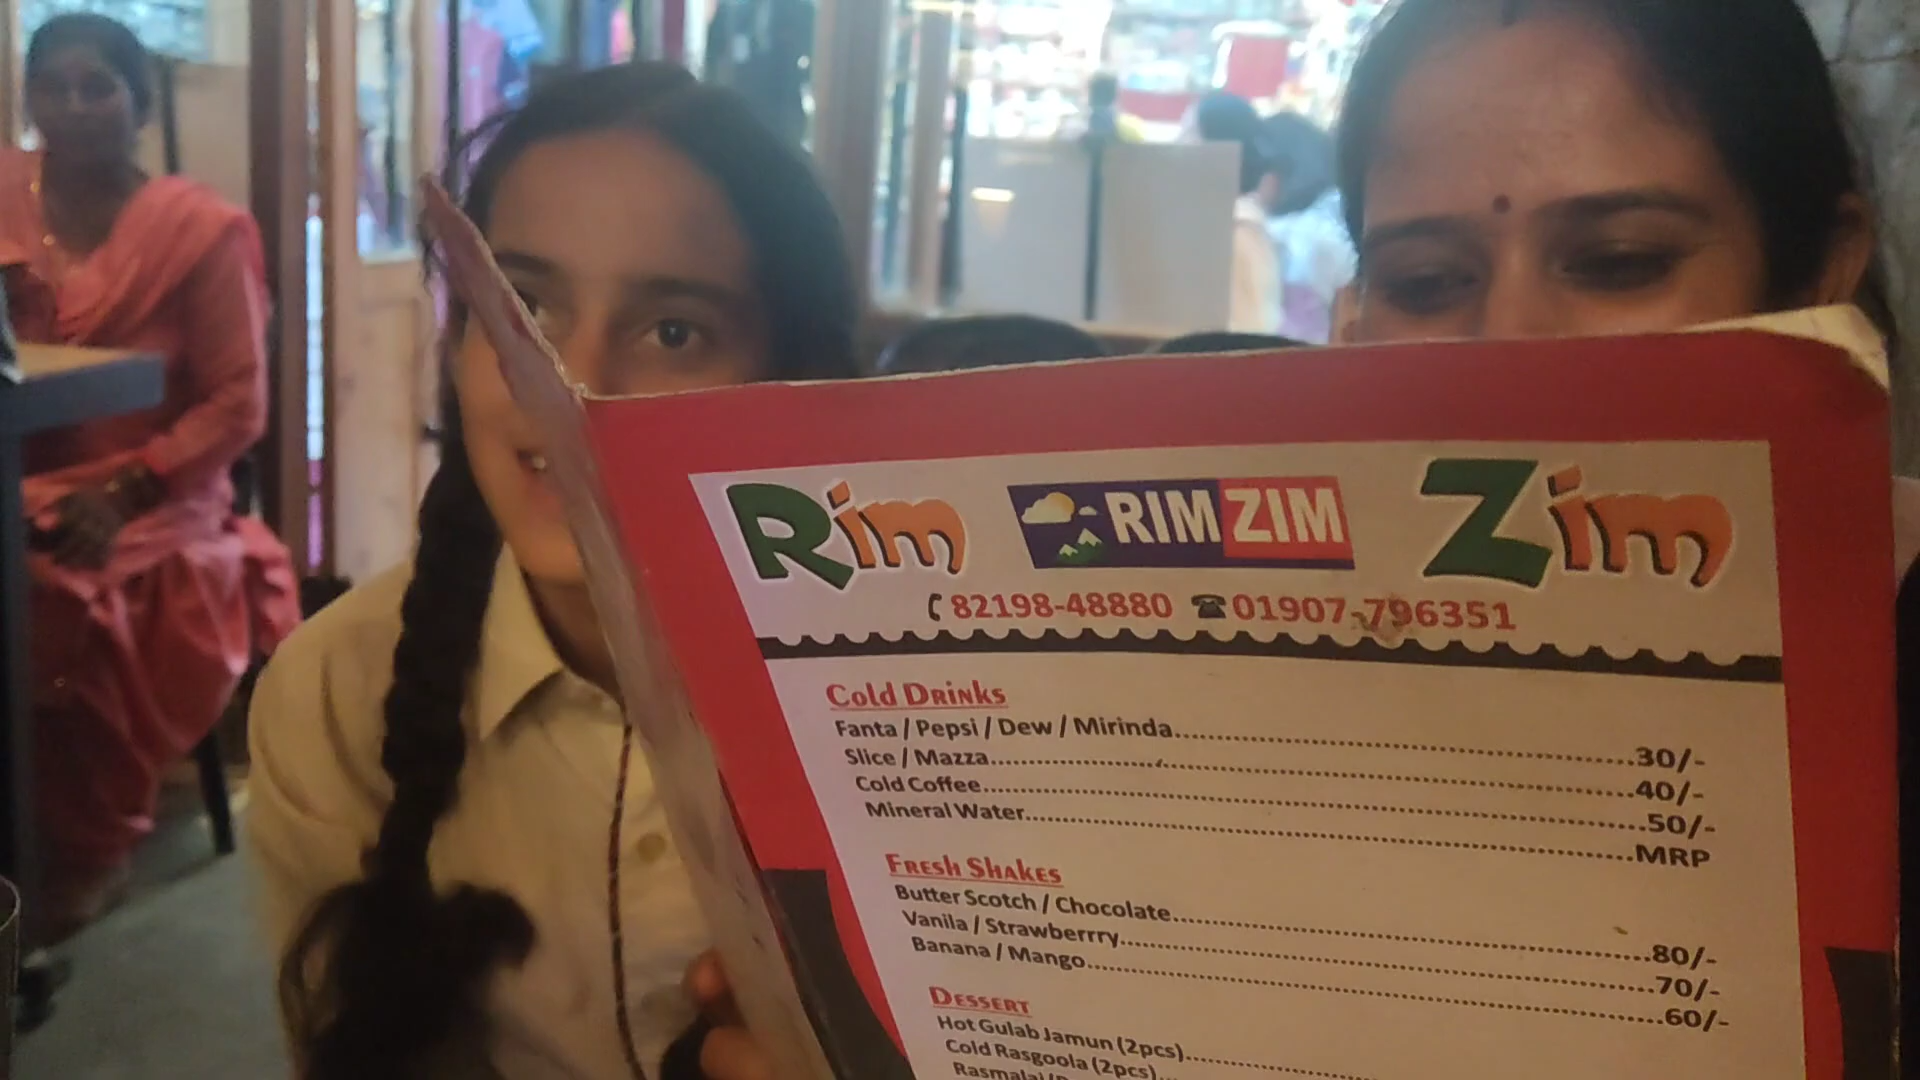 Rim RIMZIM Zim
82198-48880 01907-796351
Cold Drinks
Fanta / Pepsi / Dew / Mirinda..........30/-
Slice / Mazza..........40/-
Cold Coffee..........50/-
Mineral Water..........MRP
Fresh Shakes
Butter Scotch / Chocolate..........80/-
Vanila / Strawberrry..........70/-
Banana / Mango..........60/-
Dessert
Hot Gulab Jamun (2pcs)..........
Cold Rasgoola (2pcs)..........
Rasmalai